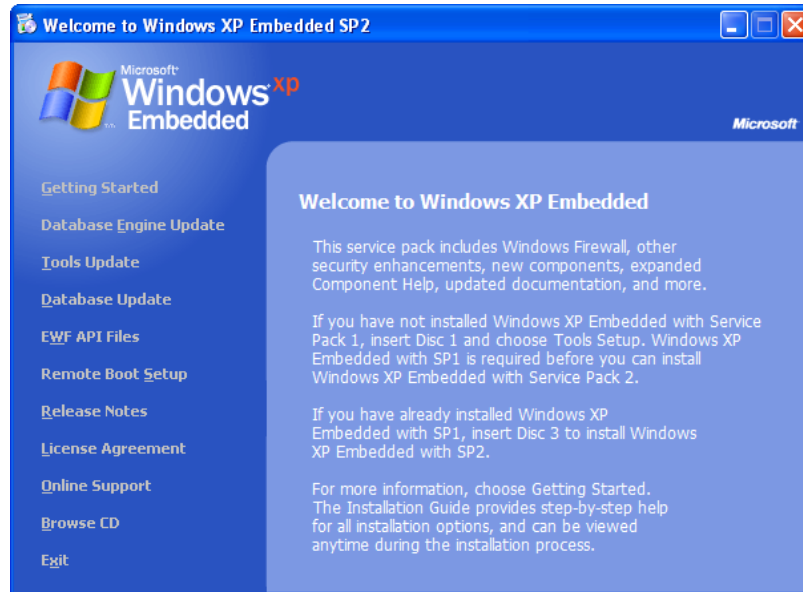 Welcome to Windows XP Embedded SP2
Microsoft
Windows xp
Embedded
Microsoft
Getting Started
Database Engine Update
Tools Update
Database Update
EWF API Files
Remote Boot Setup
Release Notes
License Agreement
Online Support
Browse CD
Exit
Welcome to Windows XP Embedded
This service pack includes Windows Firewall, other
security enhancements, new components, expanded
Component Help, updated documentation, and more.
If you have not installed Windows XP Embedded with Service
Pack 1, insert Disc 1 and choose Tools Setup. Windows XP
Embedded with SP1 is required before you can install
Windows XP Embedded with Service Pack 2.
If you have already installed Windows XP
Embedded with SP1, insert Disc 3 to install Windows
XP Embedded with SP2.
For more information, choose Getting Started.
The Installation Guide provides step-by-step help
for all installation options, and can be viewed
anytime during the installation process.